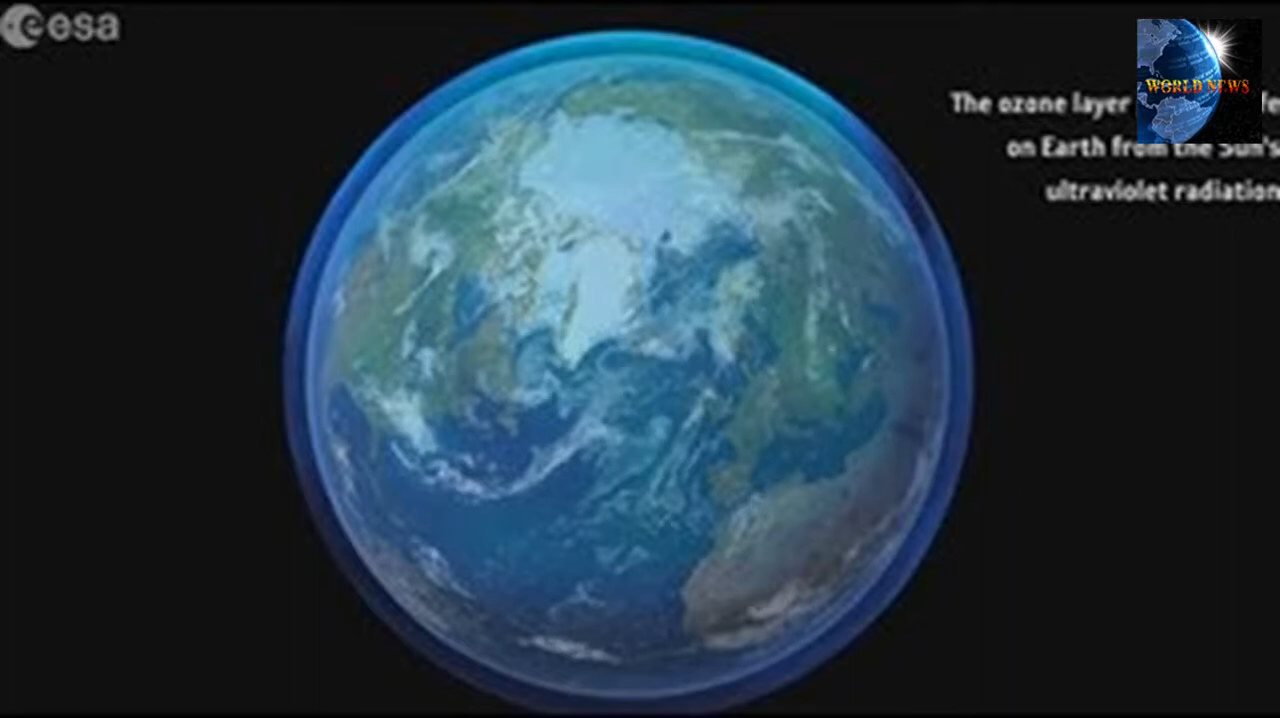 esa
WORLD NEWS
The ozone layer
on Earth from the Sun's
ultraviolet radiation